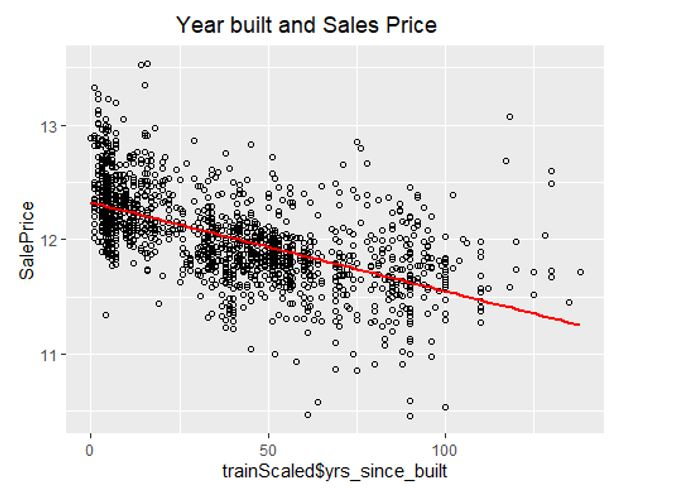 Year built and Sales Price
SalePrice
13
12
11
0 50 100
trainScaled$yrs_since_built